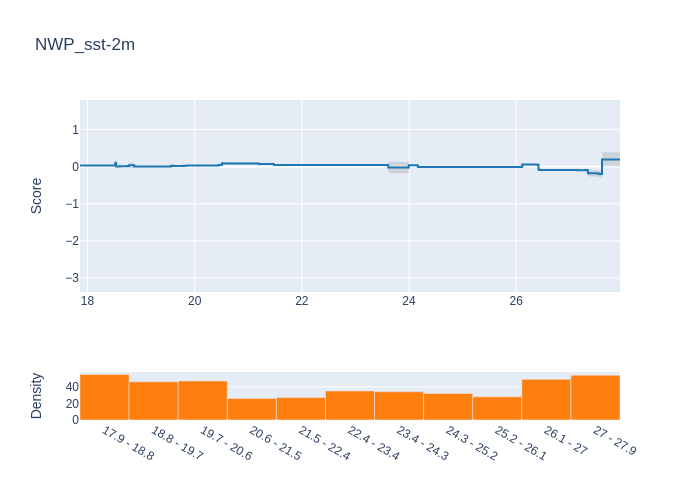 NWP_sst-2m
Score
1
0
−1
−2
−3
18
20
22
24
26
Density
40
20
0
17.9 - 18.8
18.8 - 19.7
19.7 - 20.6
20.6 - 21.5
21.5 - 22.4
22.4 - 23.4
23.4 - 24.3
24.3 - 25.2
25.2 - 26.1
26.1 - 27
27 - 27.9